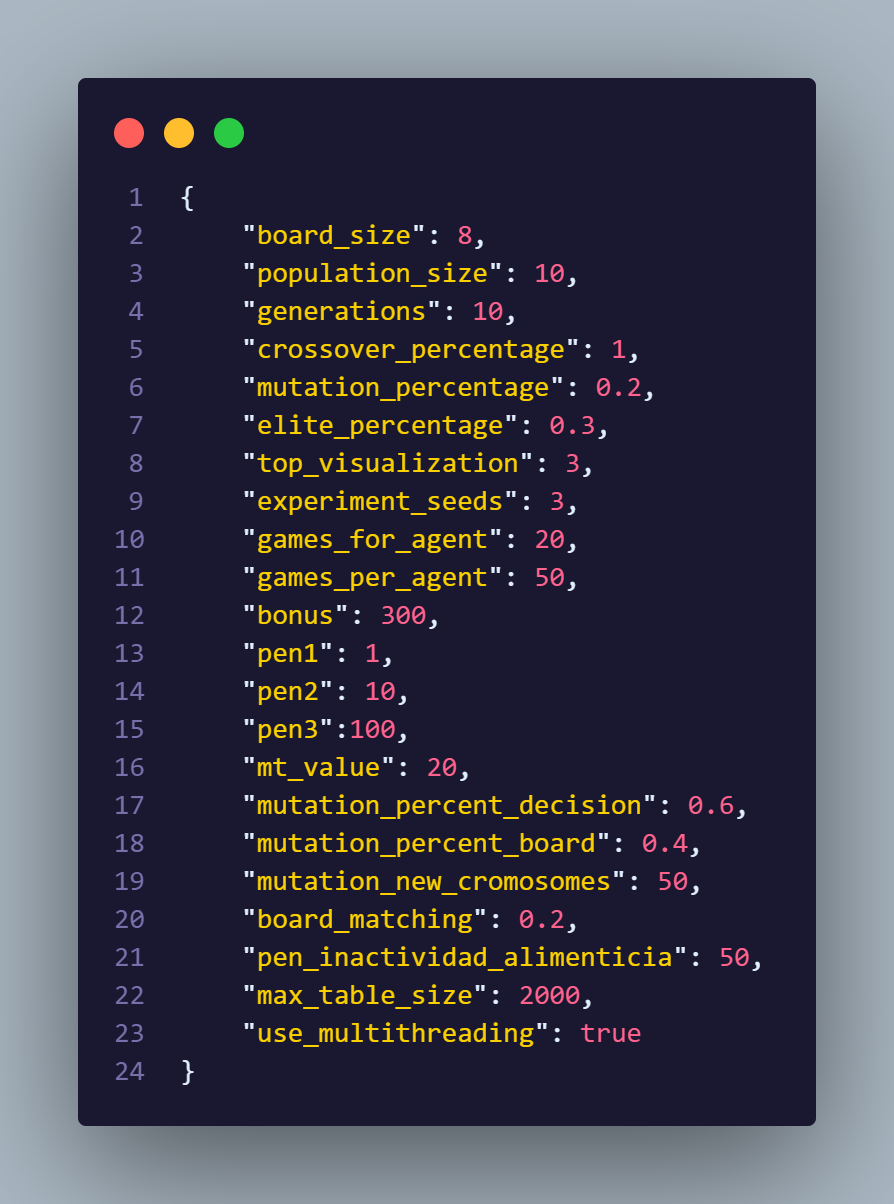 1 {
2     "board_size": 8,
3     "population_size": 10,
4     "generations": 10,
5     "crossover_percentage": 1,
6     "mutation_percentage": 0.2,
7     "elite_percentage": 0.3,
8     "top_visualization": 3,
9     "experiment_seeds": 3,
10     "games_for_agent": 20,
11     "games_per_agent": 50,
12     "bonus": 300,
13     "pen1": 1,
14     "pen2": 10,
15     "pen3":100,
16     "mt_value": 20,
17     "mutation_percent_decision": 0.6,
18     "mutation_percent_board": 0.4,
19     "mutation_new_cromosomes": 50,
20     "board_matching": 0.2,
21     "pen_inactividad_alimenticia": 50,
22     "max_table_size": 2000,
23     "use_multithreading": true
24 }